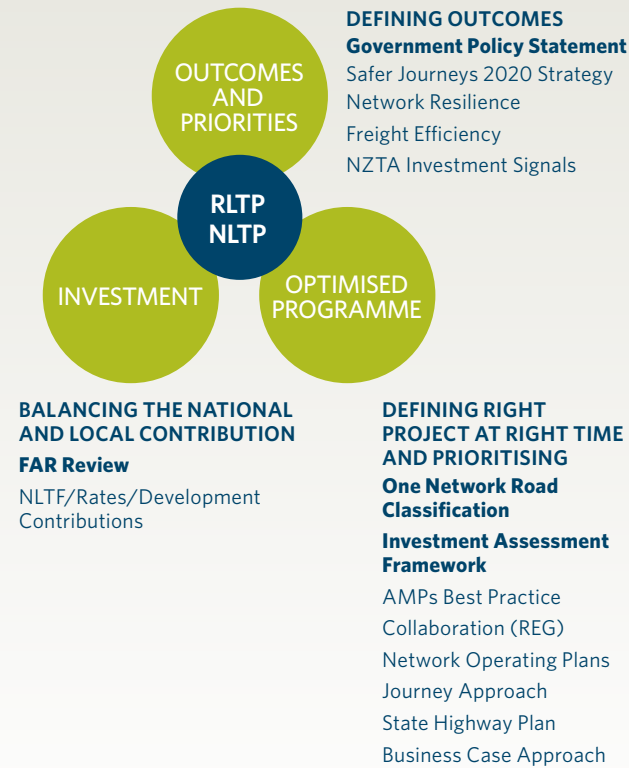 DEFINING OUTCOMES
Government Policy Statement
Safer Journeys 2020 Strategy
Network Resilience
Freight Efficiency
NZTA Investment Signals
OUTCOMES
AND
PRIORITIES
RLTP
NLTP
INVESTMENT
OPTIMISED
PROGRAMME
BALANCING THE NATIONAL
AND LOCAL CONTRIBUTION
FAR Review
NLTF/Rates/Development
Contributions
DEFINING RIGHT
PROJECT AT RIGHT TIME
AND PRIORITISING
One Network Road
Classification
Investment Assessment
Framework
AMPs Best Practice
Collaboration (REG)
Network Operating Plans
Journey Approach
State Highway Plan
Business Case Approach